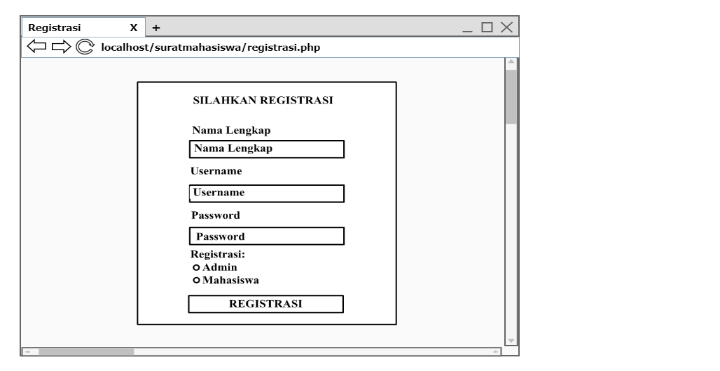 Registrasi X +
localhost/suratmahasiswa/registrasi.php
SILAHKAN REGISTRASI
Nama Lengkap
Nama Lengkap
Username
Username
Password
Password
Registrasi:
Admin
Mahasiswa
REGISTRASI